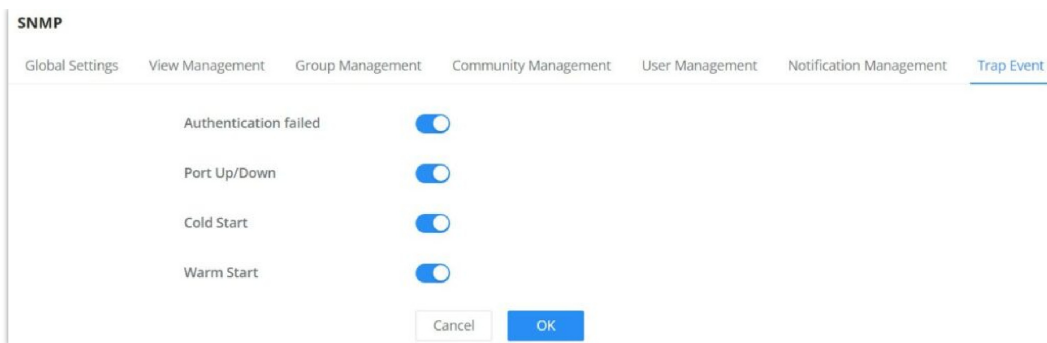 SNMP
Global Settings View Management Group Management Community Management User Management Notification Management Trap Event
Authentication failed
Port Up/Down
Cold Start
Warm Start
Cancel OK